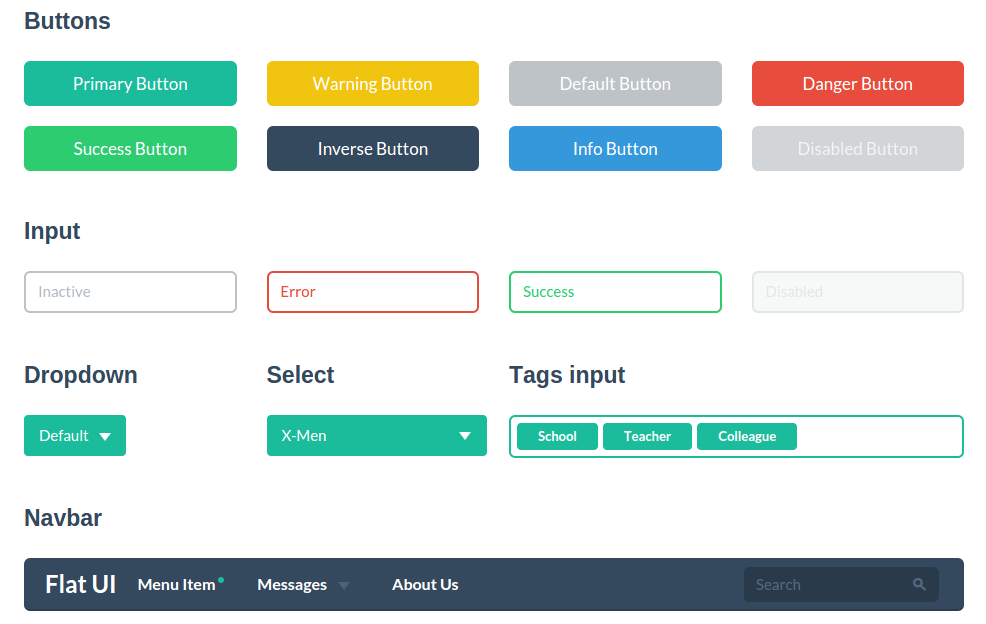 Buttons
Primary Button Warning Button Default Button Danger Button
Success Button Inverse Button Info Button Disabled Button
Input
Inactive Error Success Disabled
Dropdown Select Tags input
Default X-Men School Teacher Colleague
Navbar
Flat UI Menu Item Messages About Us Search